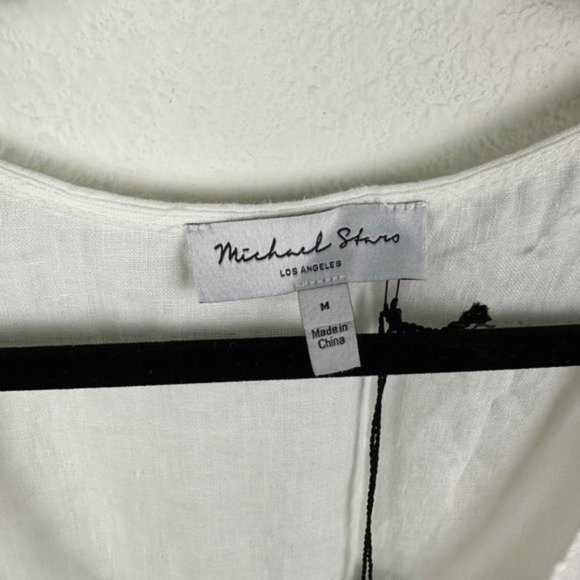 Michael Stars
LOS ANGELES
M
Made in
China